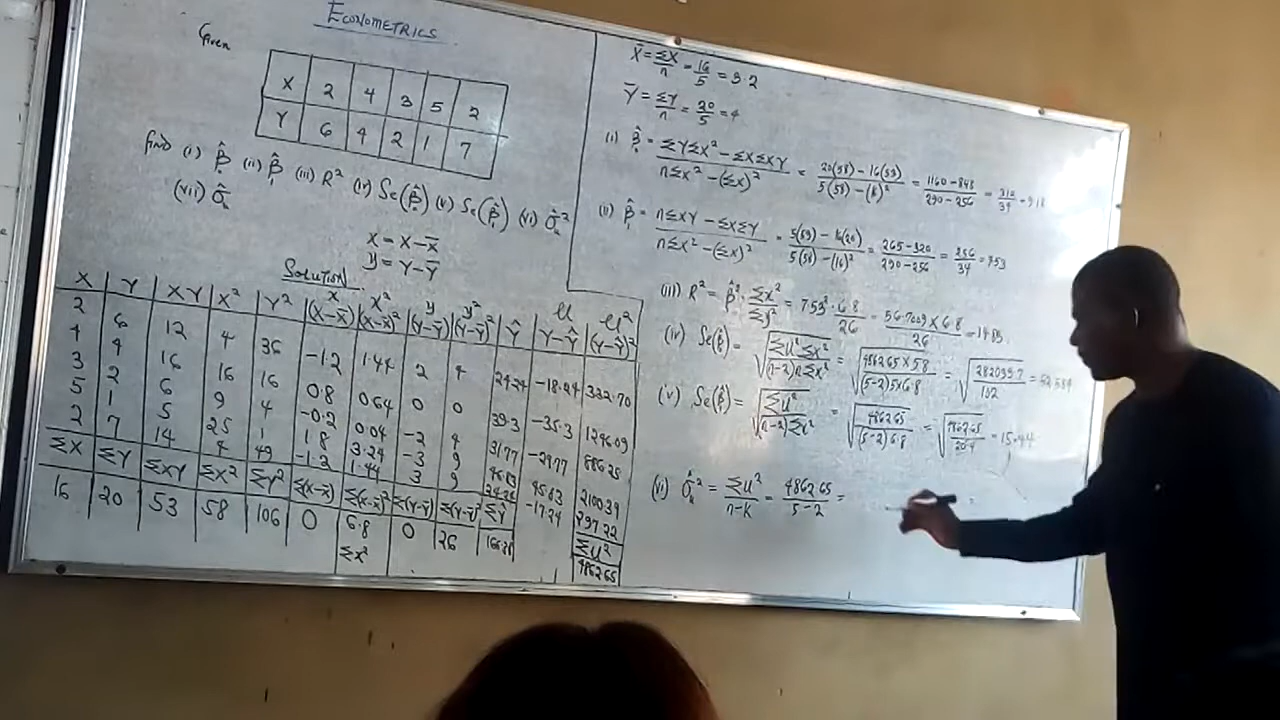 ECONOMETRICS
Given
X 2 4 3 5 2
Y 6 4 2 1 7
find (i) β̂₀ (ii) β̂₁ (iii) R² (iv) Se(β̂₀) (v) Se(β̂₁) (vi) σ̂ᵤ²
(vii) σ̂ᵤ
x = X - X̄
y = Y - Ȳ
Solution
X Y XY X² Y² x (X-X̄) x² (X-X̄)² y (Y-Ȳ) y² (Y-Ȳ)² Ŷ u Y-Ŷ u² (Y-Ŷ)²
2 6 12 4 36 -1.2 1.44 2 4 24.24 -18.24 332.70
4 4 16 16 16 0.8 0.64 0 0 39.3 -35.3 1246.09
3 2 6 9 4 -0.2 0.04 -2 4 31.77 -29.77 886.25
5 1 5 25 1 1.8 3.24 -3 9
2 7 14 4 49 -1.2 1.44 3 9 24.24 -17.24 297.22
ΣX ΣY ΣXY ΣX² ΣY² Σ(X-X̄) Σ(X-X̄)² Σ(Y-Ȳ) Σ(Y-Ȳ)² ΣŶ Σu²
16 20 53 58 106 0 6.8 0 26 4862.65
Σx²
X̄ = ΣX/n = 16/5 = 3.2
Ȳ = ΣY/n = 20/5 = 4
(i) β̂₀ = (ΣYΣX² - ΣXΣXY)/(nΣX² - (Σx)²) = (20(58) - 16(53))/(5(58) - (16)²) = (1160-848)/(290-256) = 312/34 = 9.18
(ii) β̂₁ = (nΣXY - ΣXΣY)/(nΣX² - (Σx)²) = (5(53) - 16(20))/(5(58) - (16)²) = (265-320)/(290-256) = 256/34 = 7.53
(iii) R² = β̂₁² · Σx²/Σy² = 7.53² · 6.8/26 = (56.7009 × 6.8)/26 = 14.83
(iv) Se(β̂₀) = √(Σu² Σx²/((n-2)nΣx²)) = √(4862.65×58/((5-2)5×6.8)) = √(282033.7/102) = 52.584
(v) Se(β̂₁) = √(Σu²/((n-2)Σx²)) = √(4862.65/((5-2)6.8)) = √(4862.65/20.4) = 15.44
(vi) σ̂ᵤ² = Σu²/(n-k) = 4862.65/(5-2) =